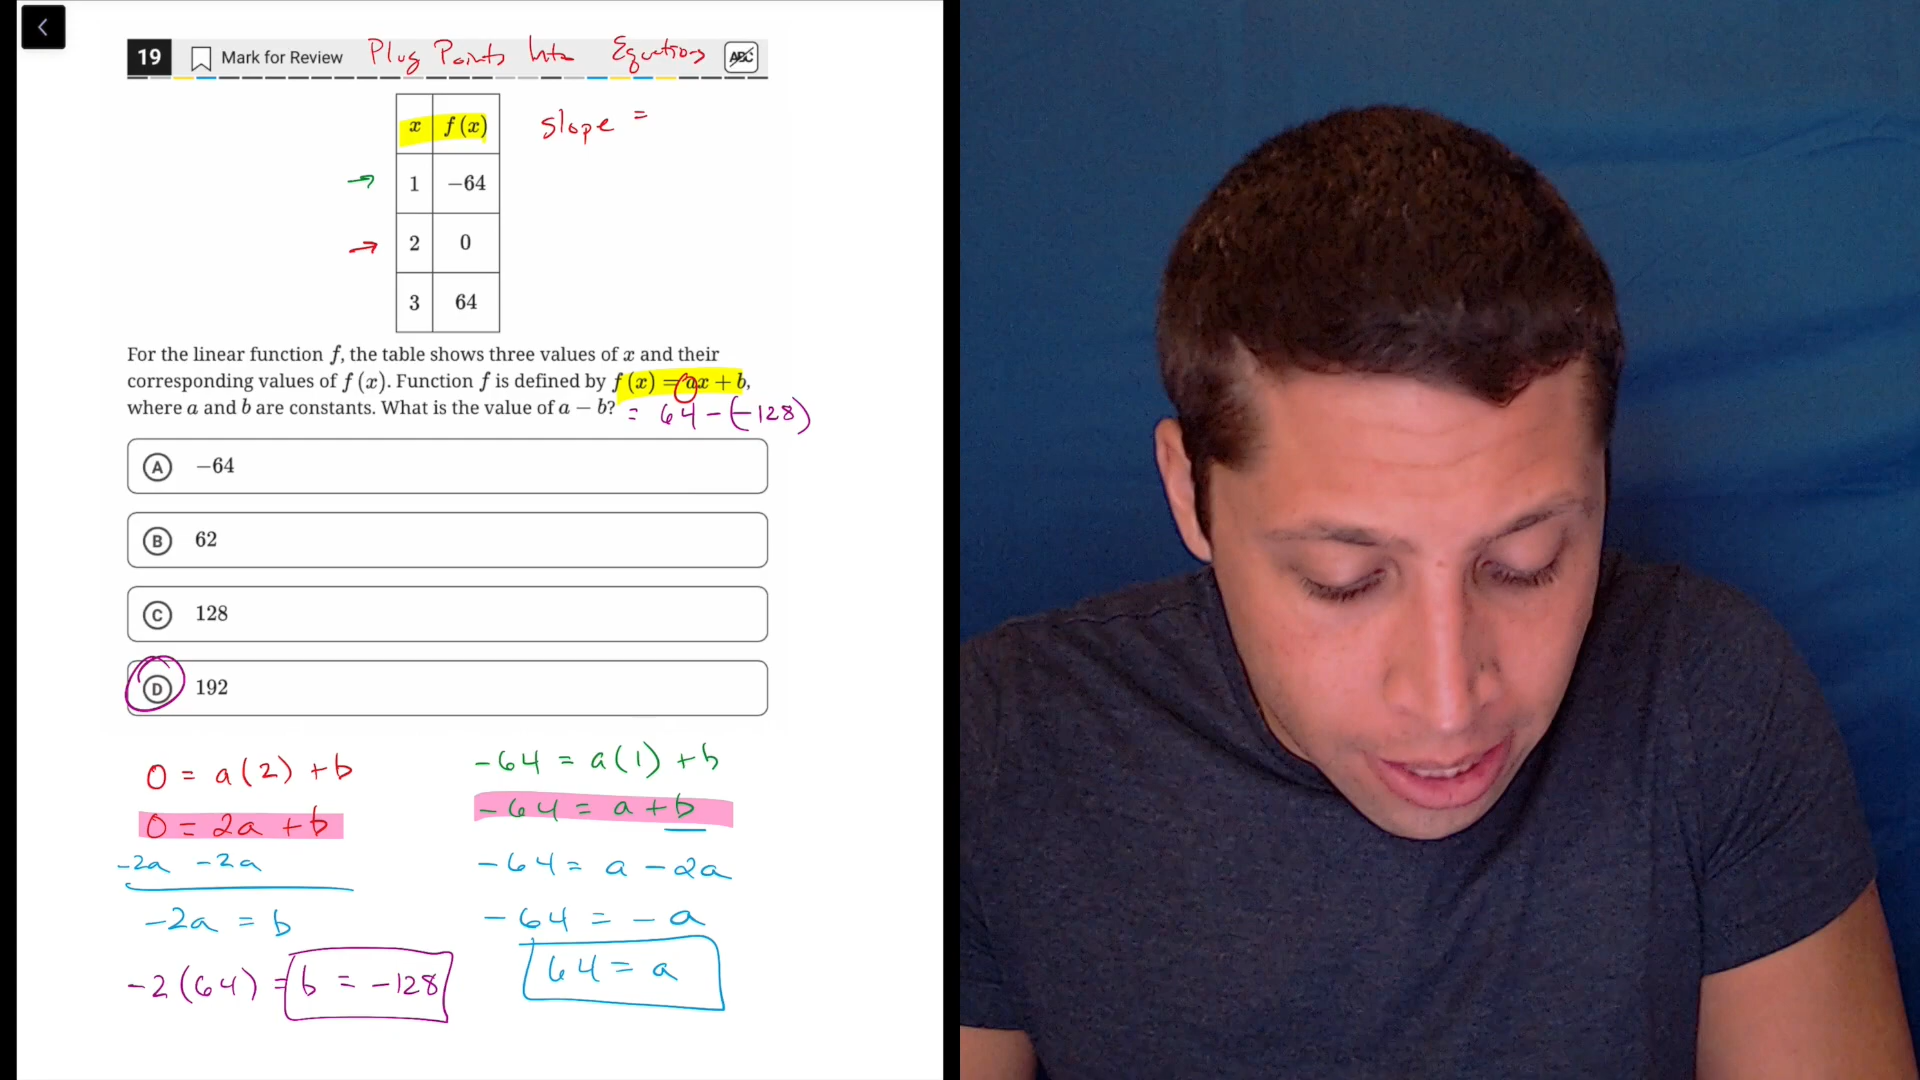 19 Mark for Review Plug Points Into Equations ABC
x f(x) slope =
1 −64
2 0
3 64
For the linear function f, the table shows three values of x and their
corresponding values of f(x). Function f is defined by f(x) = ax + b,
where a and b are constants. What is the value of a − b? = 64 - (-128)
A −64
B 62
C 128
D 192
0 = a(2) + b
-64 = a(1) + b
0 = 2a + b
-64 = a + b
-2a -2a
-64 = a - 2a
-2a = b
-64 = - a
-2(64) = b = -128
64 = a